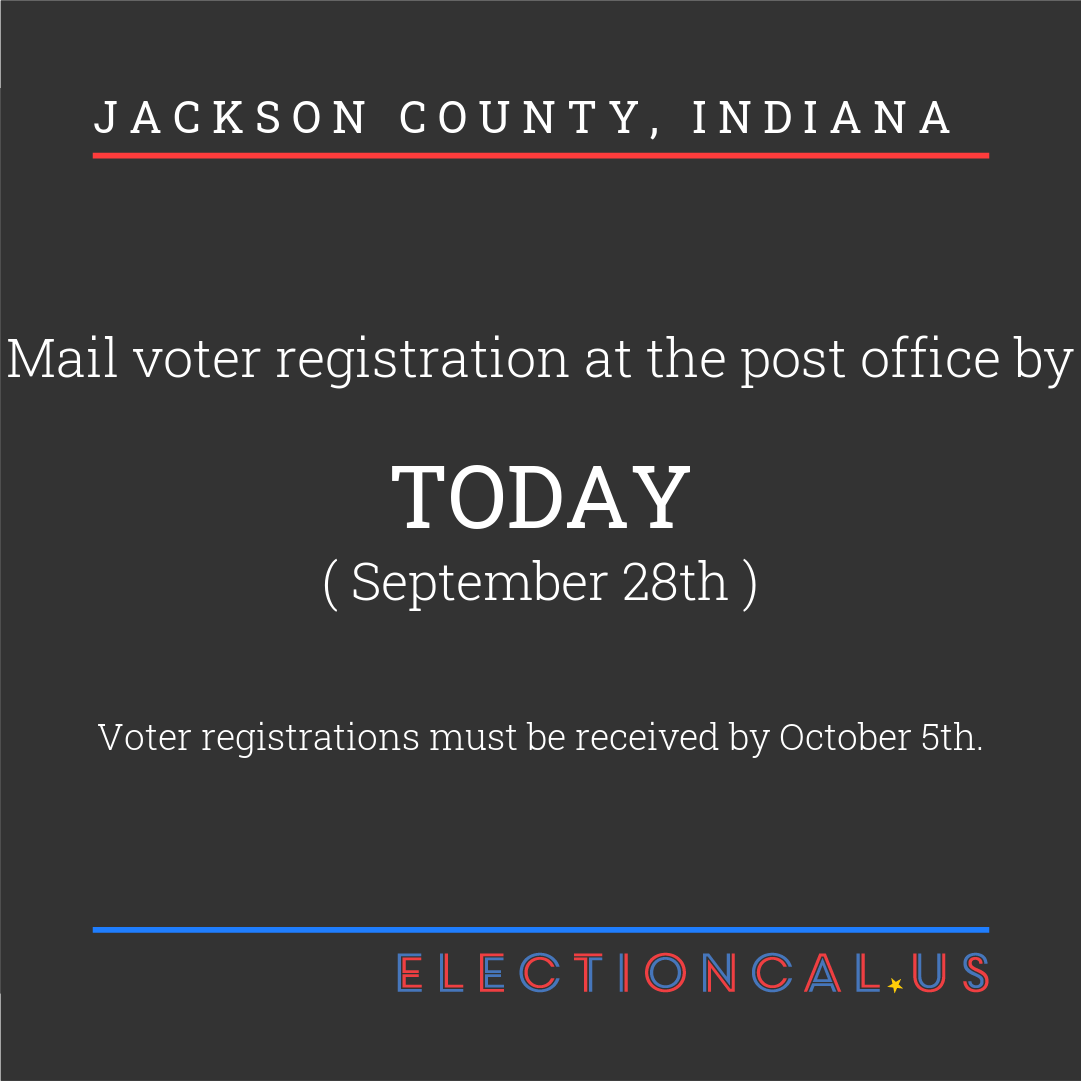 JACKSON COUNTY, INDIANA
Mail voter registration at the post office by
TODAY
( September 28th )
Voter registrations must be received by October 5th.
ELECTIONCAL.US